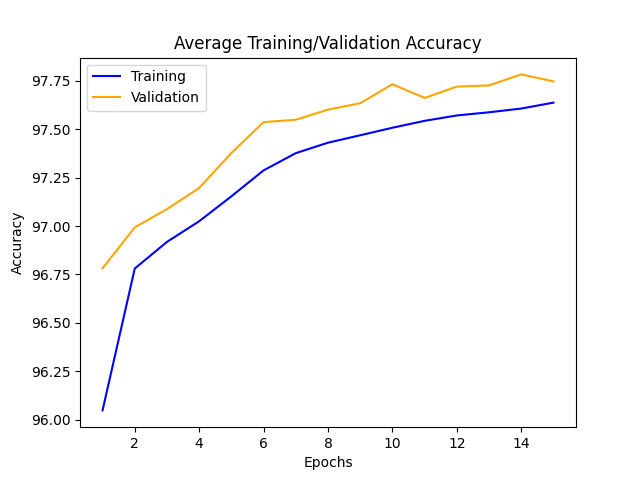 Average Training/Validation Accuracy
Training
Validation
97.75
97.50
97.25
97.00
96.75
96.50
96.25
96.00
Accuracy
2 4 6 8 10 12 14
Epochs